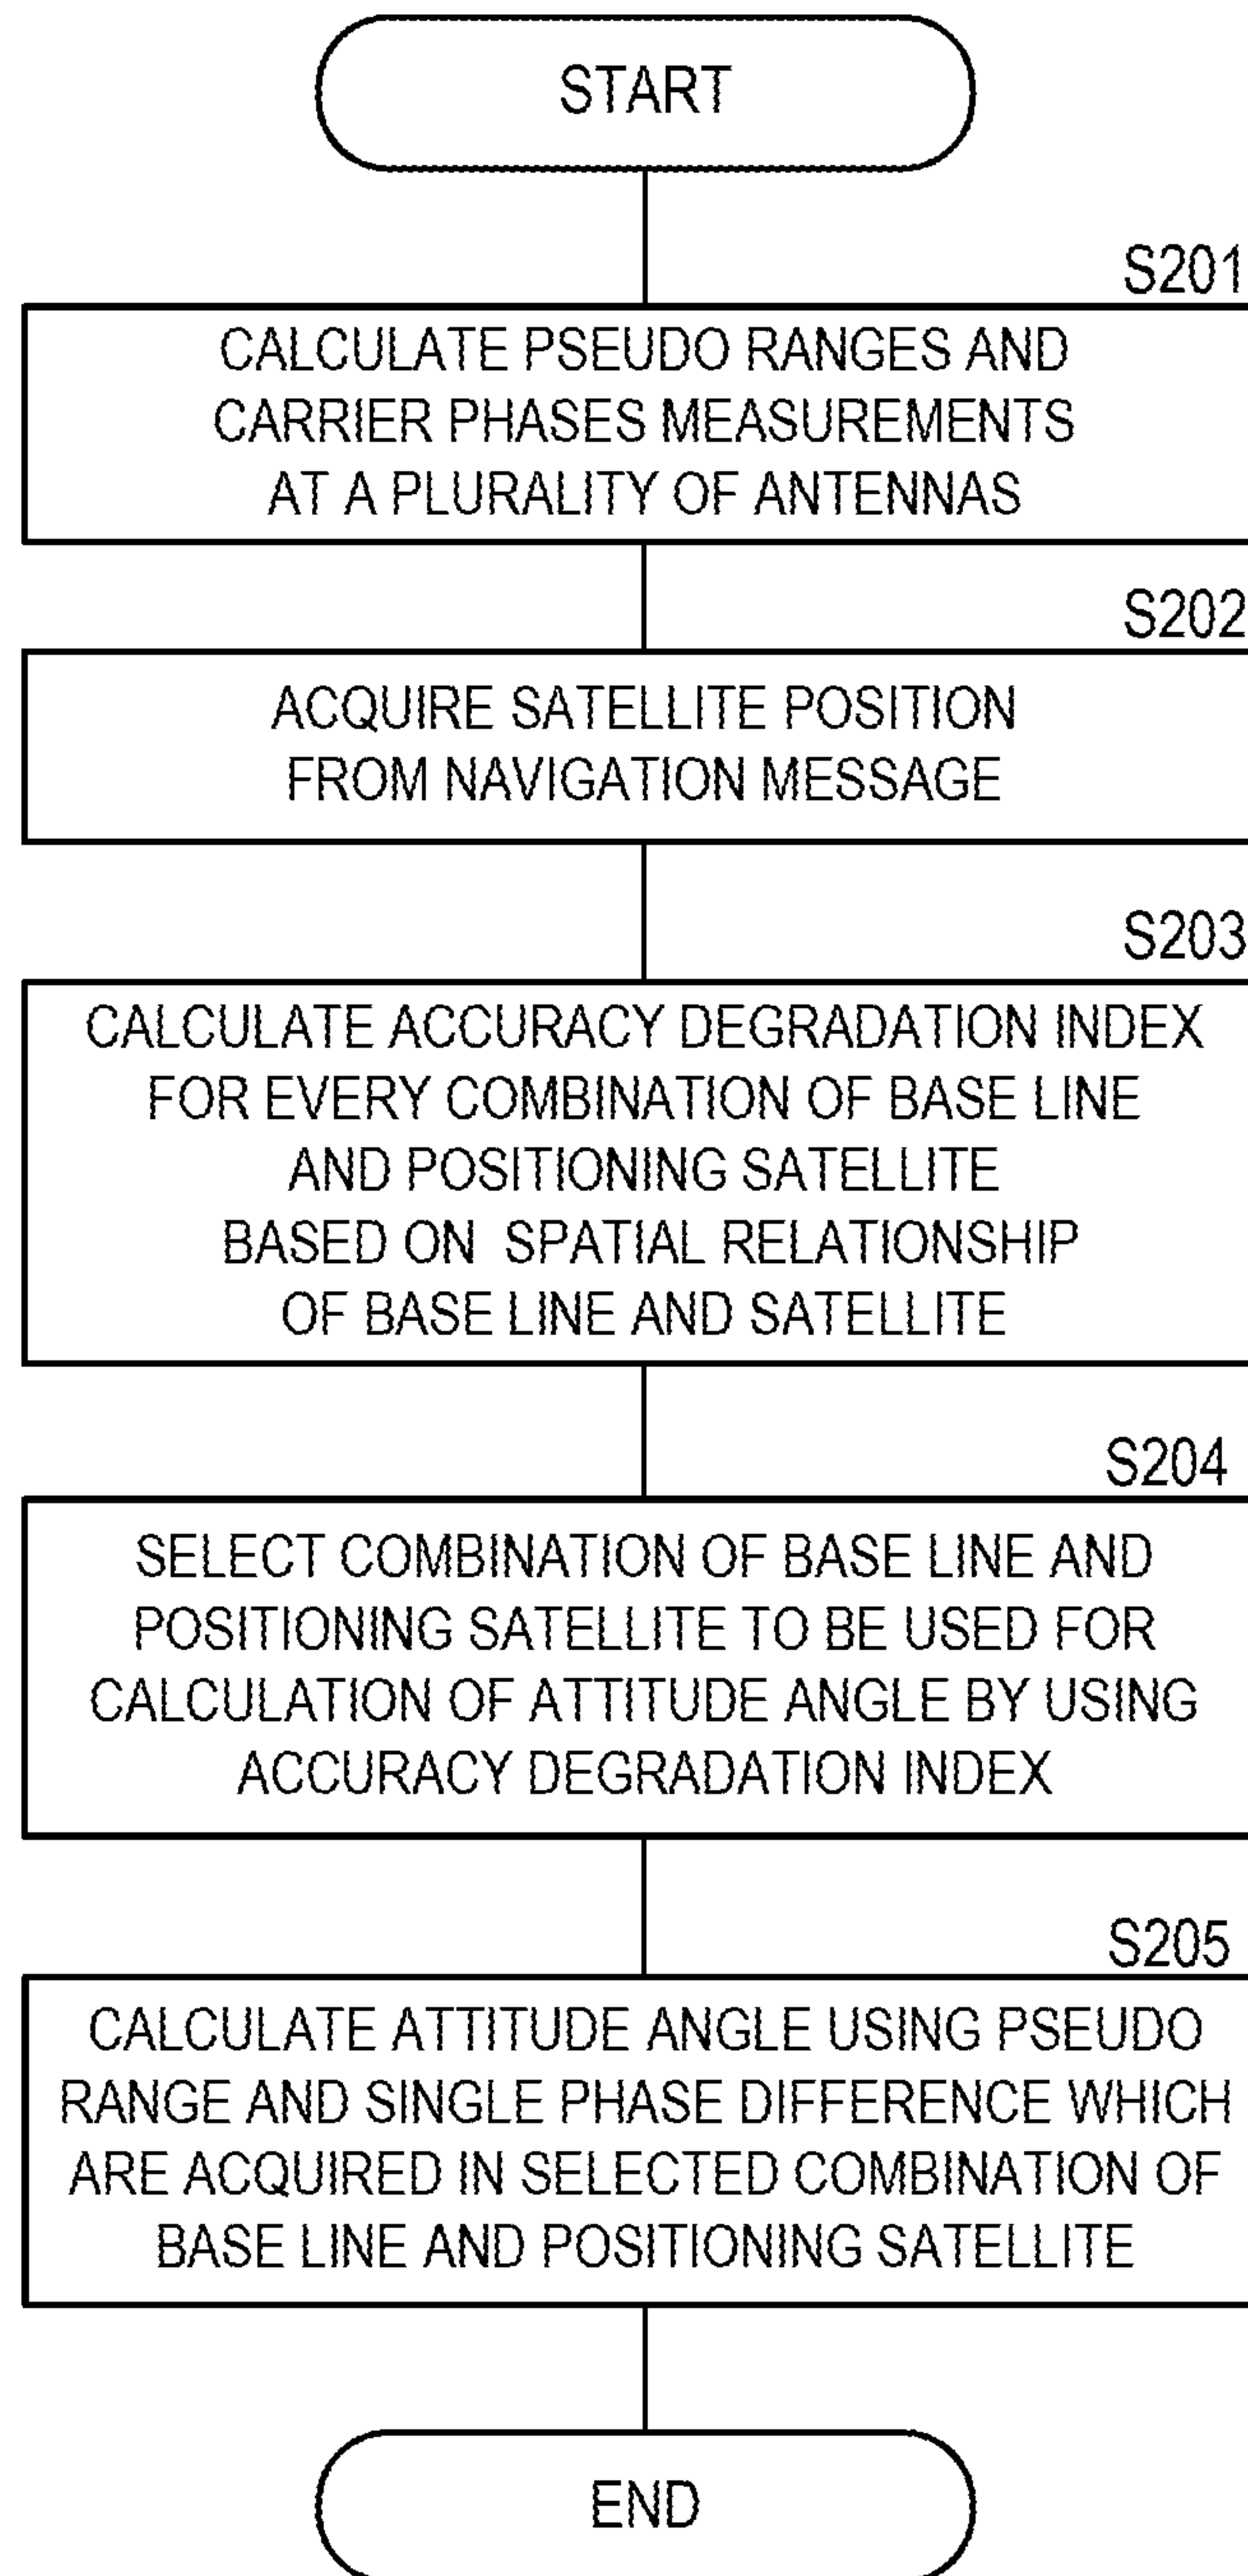 START
S201
CALCULATE PSEUDO RANGES AND
CARRIER PHASES MEASUREMENTS
AT A PLURALITY OF ANTENNAS
S202
ACQUIRE SATELLITE POSITION
FROM NAVIGATION MESSAGE
S203
CALCULATE ACCURACY DEGRADATION INDEX
FOR EVERY COMBINATION OF BASE LINE
AND POSITIONING SATELLITE
BASED ON SPATIAL RELATIONSHIP
OF BASE LINE AND SATELLITE
S204
SELECT COMBINATION OF BASE LINE AND
POSITIONING SATELLITE TO BE USED FOR
CALCULATION OF ATTITUDE ANGLE BY USING
ACCURACY DEGRADATION INDEX
S205
CALCULATE ATTITUDE ANGLE USING PSEUDO
RANGE AND SINGLE PHASE DIFFERENCE WHICH
ARE ACQUIRED IN SELECTED COMBINATION OF
BASE LINE AND POSITIONING SATELLITE
END